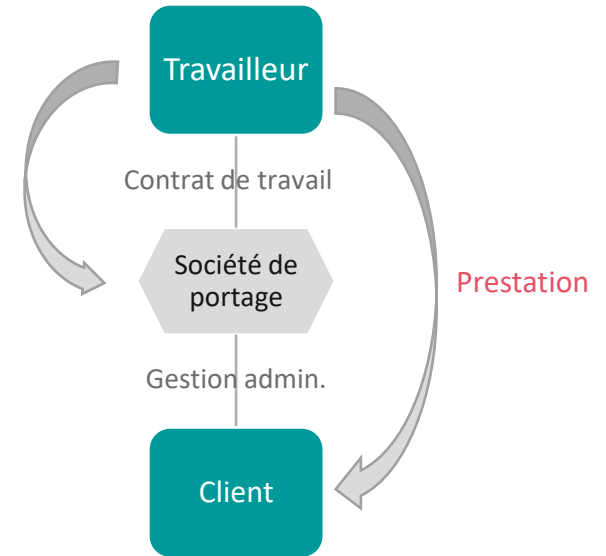 Travailleur
Contrat de travail
Société de
portage
Prestation
Gestion admin.
Client